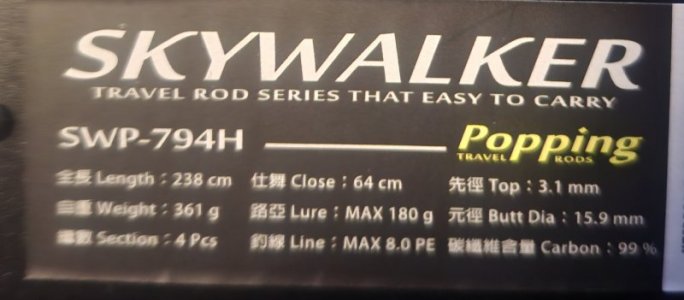 SKYWALKER
TRAVEL ROD SERIES THAT EASY TO CARRY
SWP-794H Popping
TRAVEL RODS
全長 Length：238 cm 仕舞 Close：64 cm 先徑 Top：3.1 mm
自重 Weight：361 g 路亞 Lure：MAX 180 g 元徑 Butt Dia：15.9 mm
繼數 Section：4 Pcs 釣線 Line：MAX 8.0 PE 碳纖維含量 Carbon：99 %